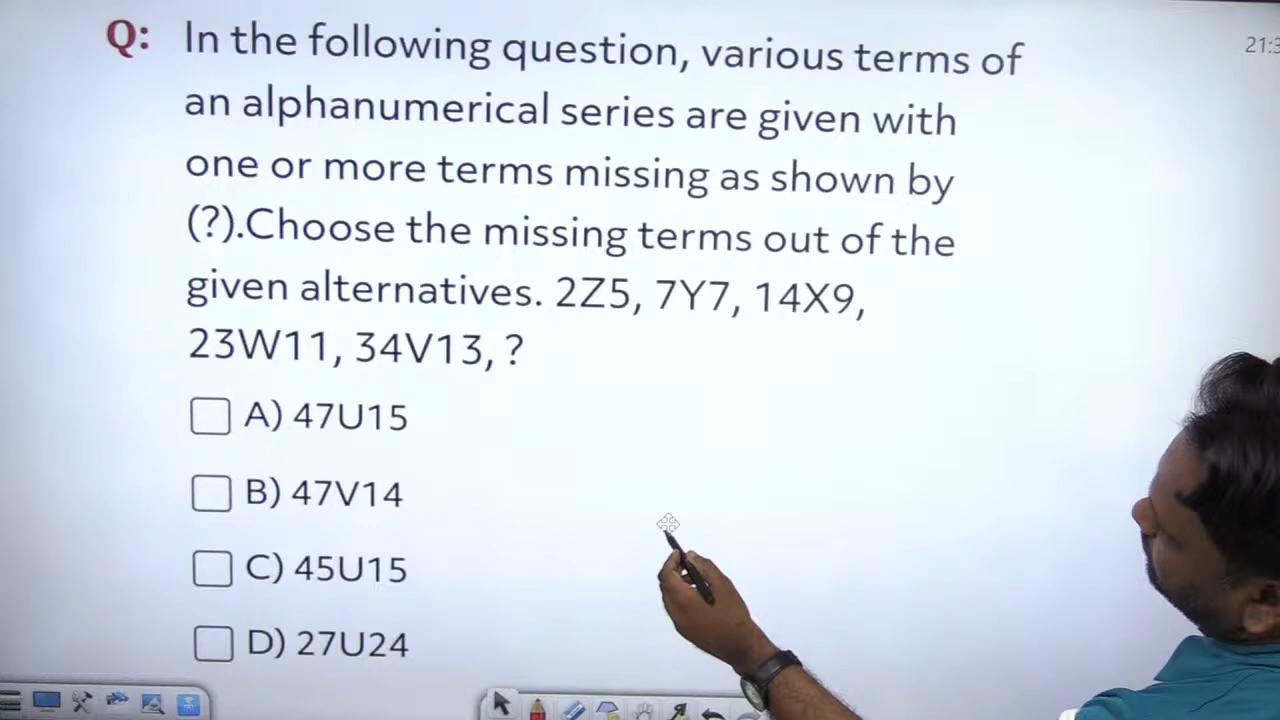 Q: In the following question, various terms of
an alphanumerical series are given with
one or more terms missing as shown by
(?).Choose the missing terms out of the
given alternatives. 2Z5, 7Y7, 14X9,
23W11, 34V13, ?
A) 47U15
B) 47V14
C) 45U15
D) 27U24